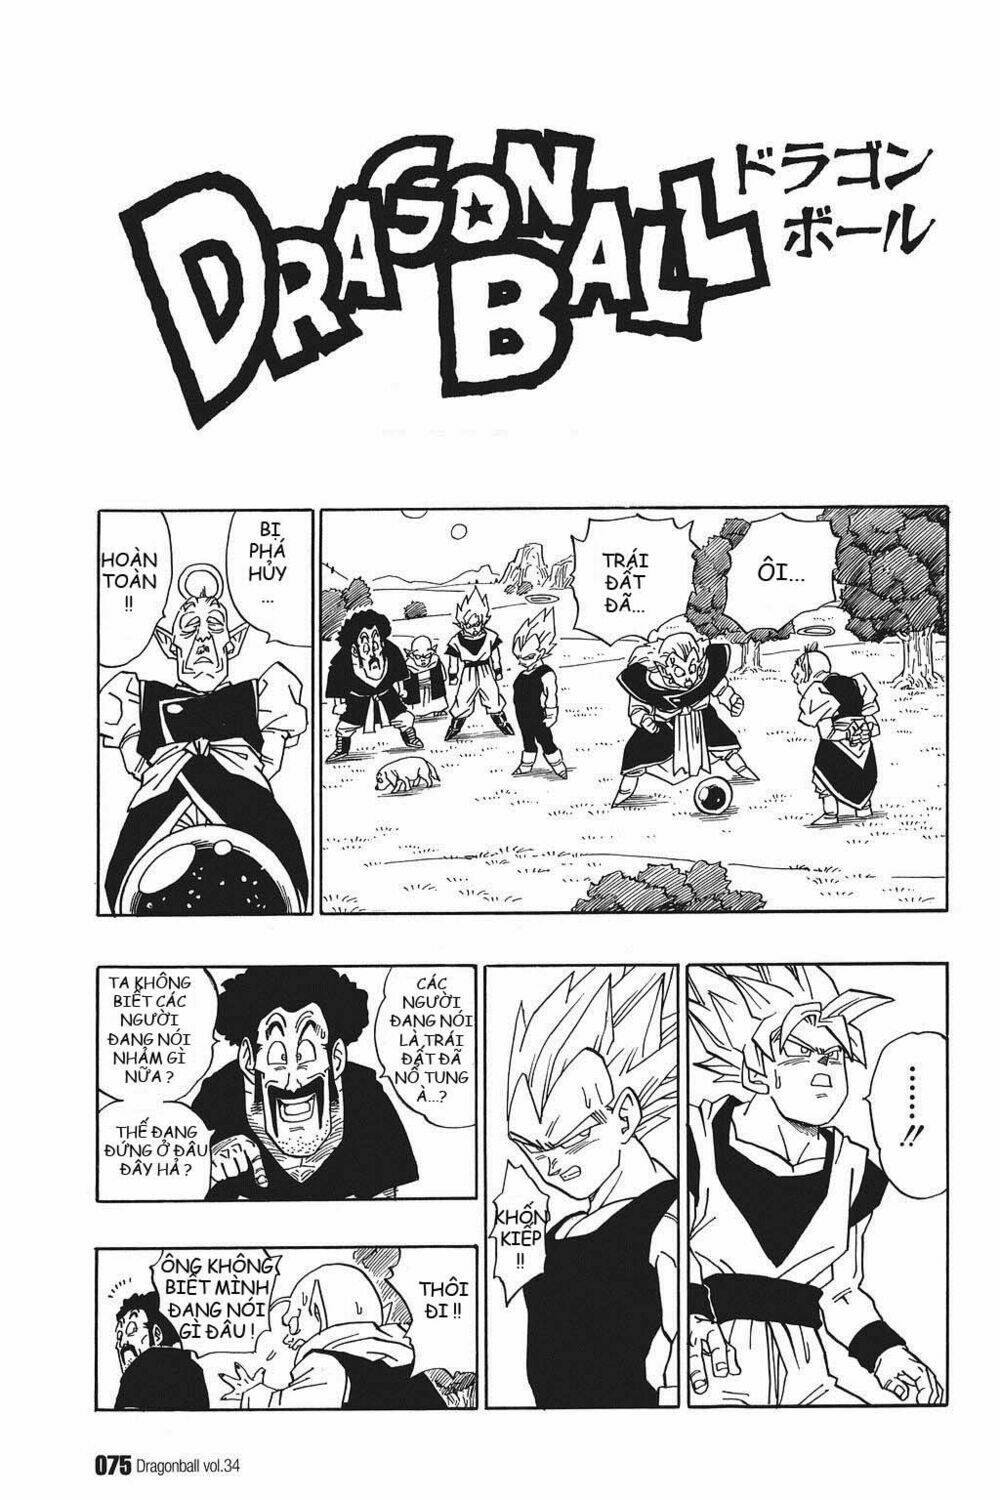 DRAGON
BALL
ドラゴン
ボール
ÔI...
TRÁI
ĐẤT
ĐÃ...
BỊ
PHÁ
HỦY
...
HOÀN
TOÀN !!
......!!
KHỐN
KIẾP
!!
CÁC
NGƯỜI
ĐANG NÓI
LÀ TRÁI
ĐẤT ĐÃ
NỔ TUNG
À...?
TA KHÔNG
BIẾT CÁC
NGƯỜI
ĐANG NÓI
NHẢM GÌ
NỮA ?
THẾ ĐANG
ĐỨNG Ở ĐÂU
ĐÂY HẢ ?
THÔI
ĐI !!
ÔNG KHÔNG
BIẾT MÌNH
ĐANG NÓI
GÌ ĐÂU !
075 Dragonball vol.34